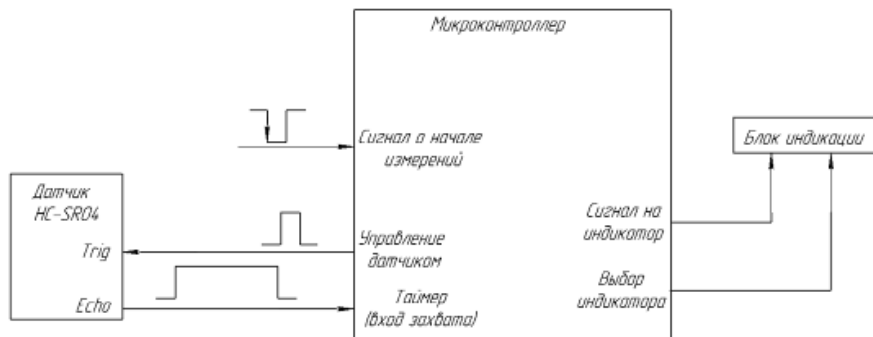 Микроконтроллер
Сигнал о начале
измерений
Блок индикации
Датчик
HC-SR04
Trig
Echo
Управление
датчиком
Таймер
(вход захвата)
Сигнал на
индикатор
Выбор
индикатора